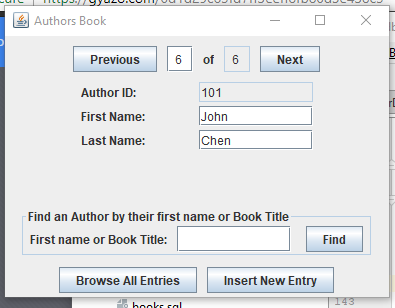 Authors Book
Previous 6 of 6 Next
Author ID: 101
First Name: John
Last Name: Chen
Find an Author by their first name or Book Title
First name or Book Title: Find
Browse All Entries Insert New Entry
books.sql
143